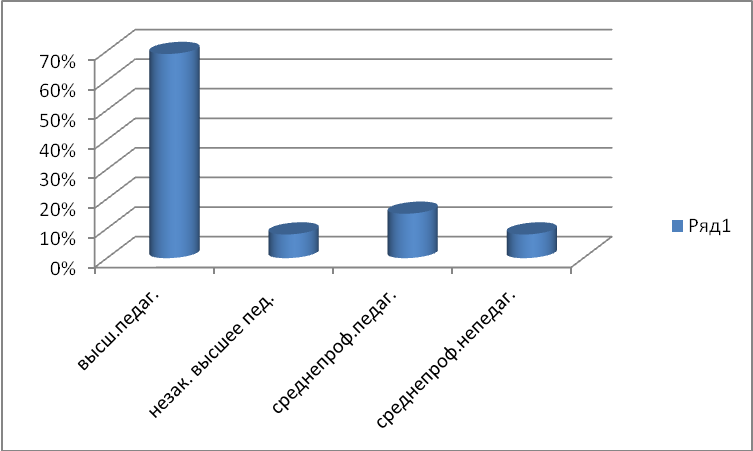 70%
60%
50%
40%
30%
20%
10%
0%
высш.педаг.
незак. высшее пед.
среднепроф.педаг.
среднепроф.непедаг.
Ряд1